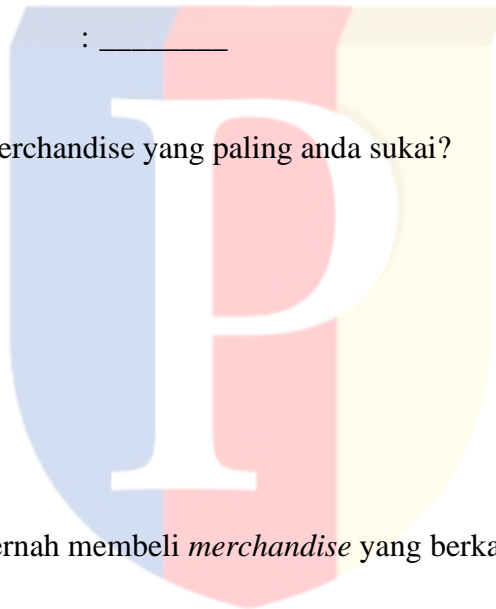 : ________
erchandise yang paling anda sukai?
P
ernah membeli merchandise yang berka